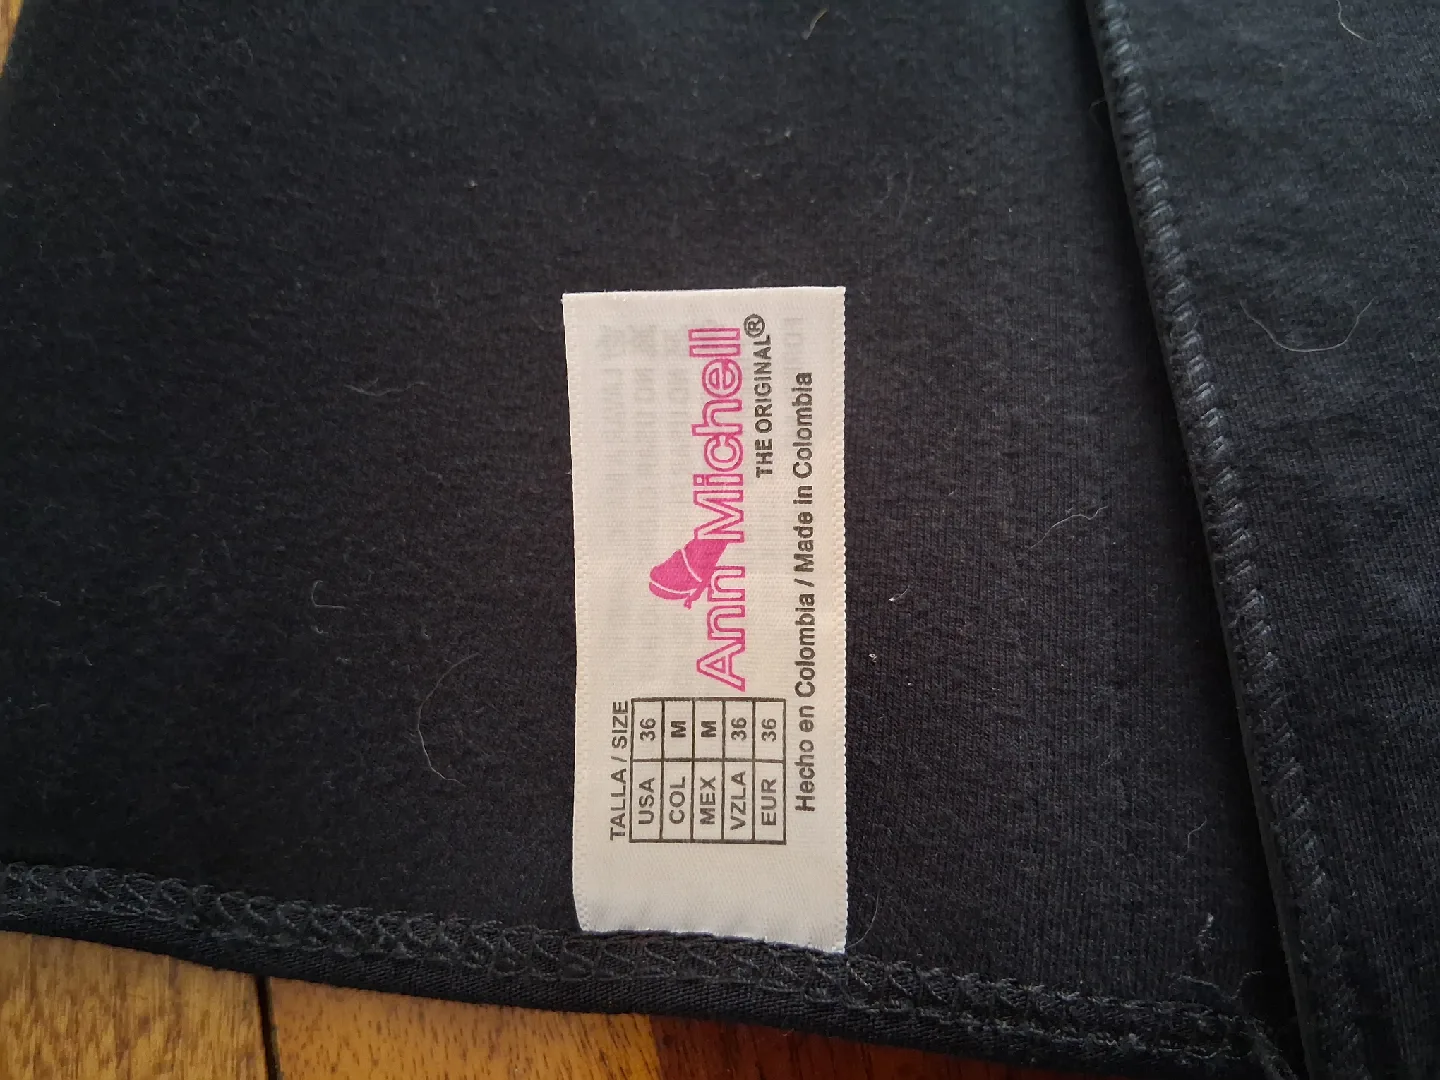 TALLA / SIZE
USA 36
COL M
MEX M
VZLA 36
EUR 36
Ann Michell
THE ORIGINAL®
Hecho en Colombia / Made in Colombia